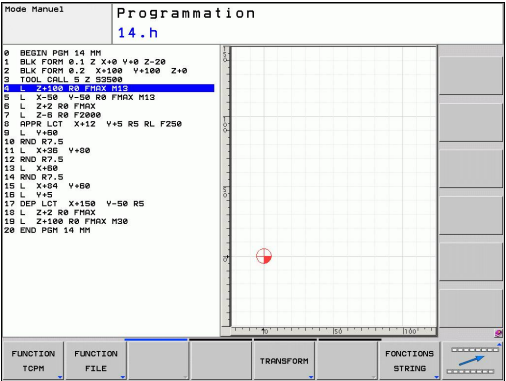 Mode Manuel
Programmation
14.h
0 BEGIN PGM 14 MM
1 BLK FORM 0.1 Z X+0 Y+0 Z-20
2 BLK FORM 0.2 X+100 Y+100 Z+0
3 TOOL CALL 5 Z S3500
4 L Z+100 R0 FMAX M13
5 L X-50 Y-50 R0 FMAX M13
6 L Z+2 R0 FMAX
7 L Z-6 R0 F2000
8 APPR LCT X+12 Y+5 R5 RL F250
9 L Y+60
10 RND R7.5
11 L X+36 Y+80
12 RND R7.5
13 L X+60
14 RND R7.5
15 L X+84 Y+60
16 L Y+5
17 DEP LCT X+150 Y-50 R5
18 L Z+2 R0 FMAX
19 L Z+100 R0 FMAX M30
20 END PGM 14 MM
50
100
FUNCTION TCPM
FUNCTION FILE
TRANSFORM
FONCTIONS STRING